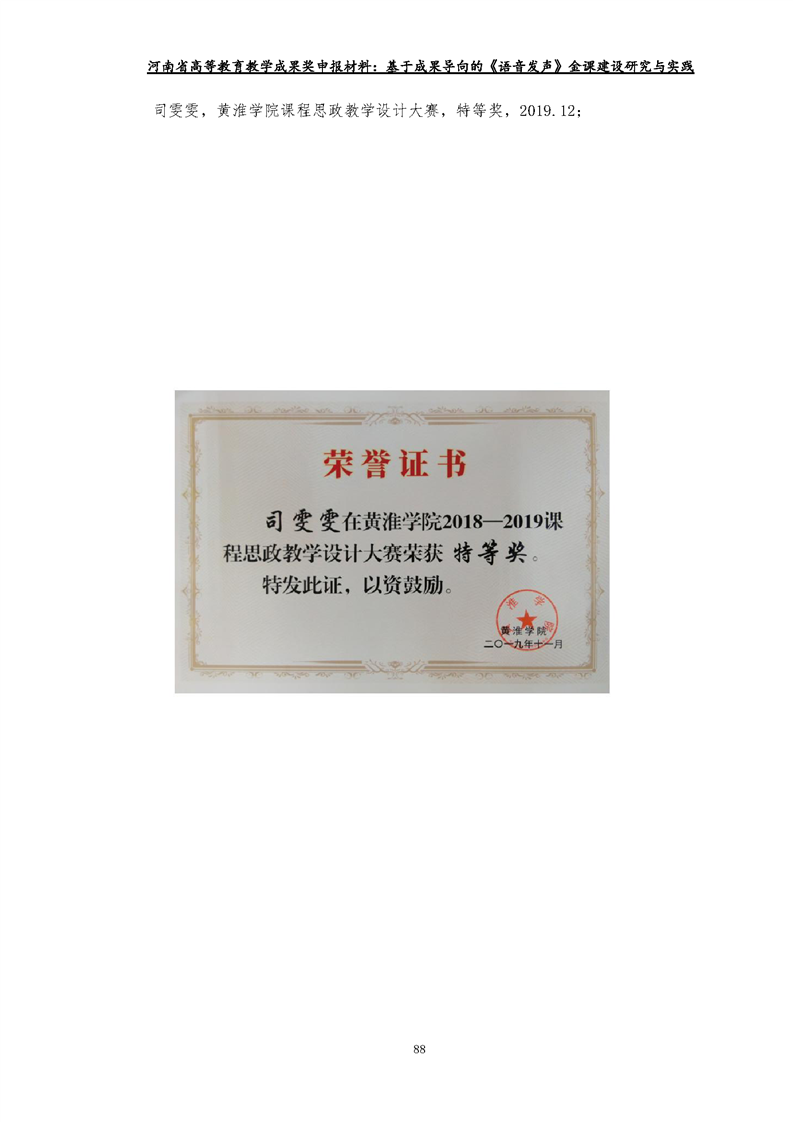 河南省高等教育教学成果奖申报材料：基于成果导向的《语音发声》金课建设研究与实践
司雯雯，黄淮学院课程思政教学设计大赛，特等奖，2019.12；
荣誉证书
司雯雯在黄淮学院2018—2019课
程思政教学设计大赛荣获 特等奖。
特发此证，以资鼓励。
淮学院
黄淮学院
二〇一九年十一月
88